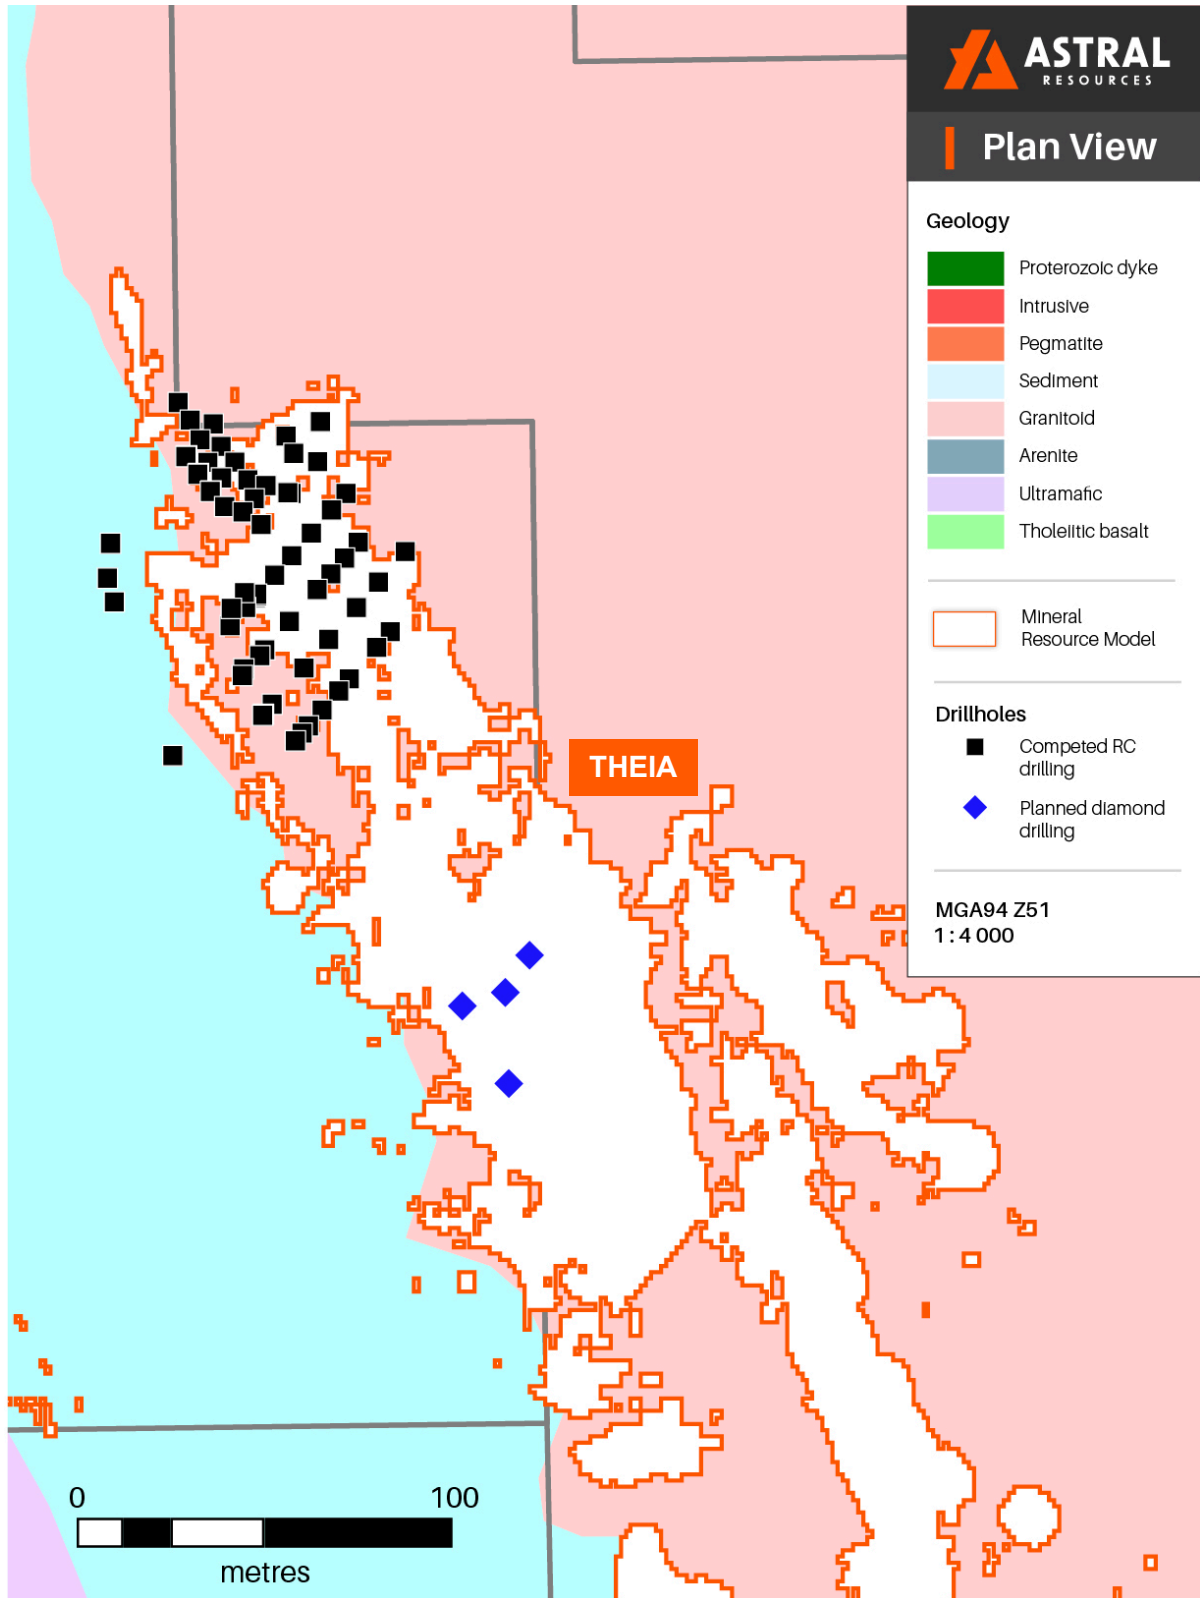 ASTRAL
RESOURCES
Plan View
Geology
Proterozoic dyke
Intrusive
Pegmatite
Sediment
Granitoid
Arenite
Ultramafic
Tholeiitic basalt
Mineral
Resource Model
Drillholes
Competed RC
drilling
Planned diamond
drilling
MGA94 Z51
1 : 4 000
THEIA
0 100
metres